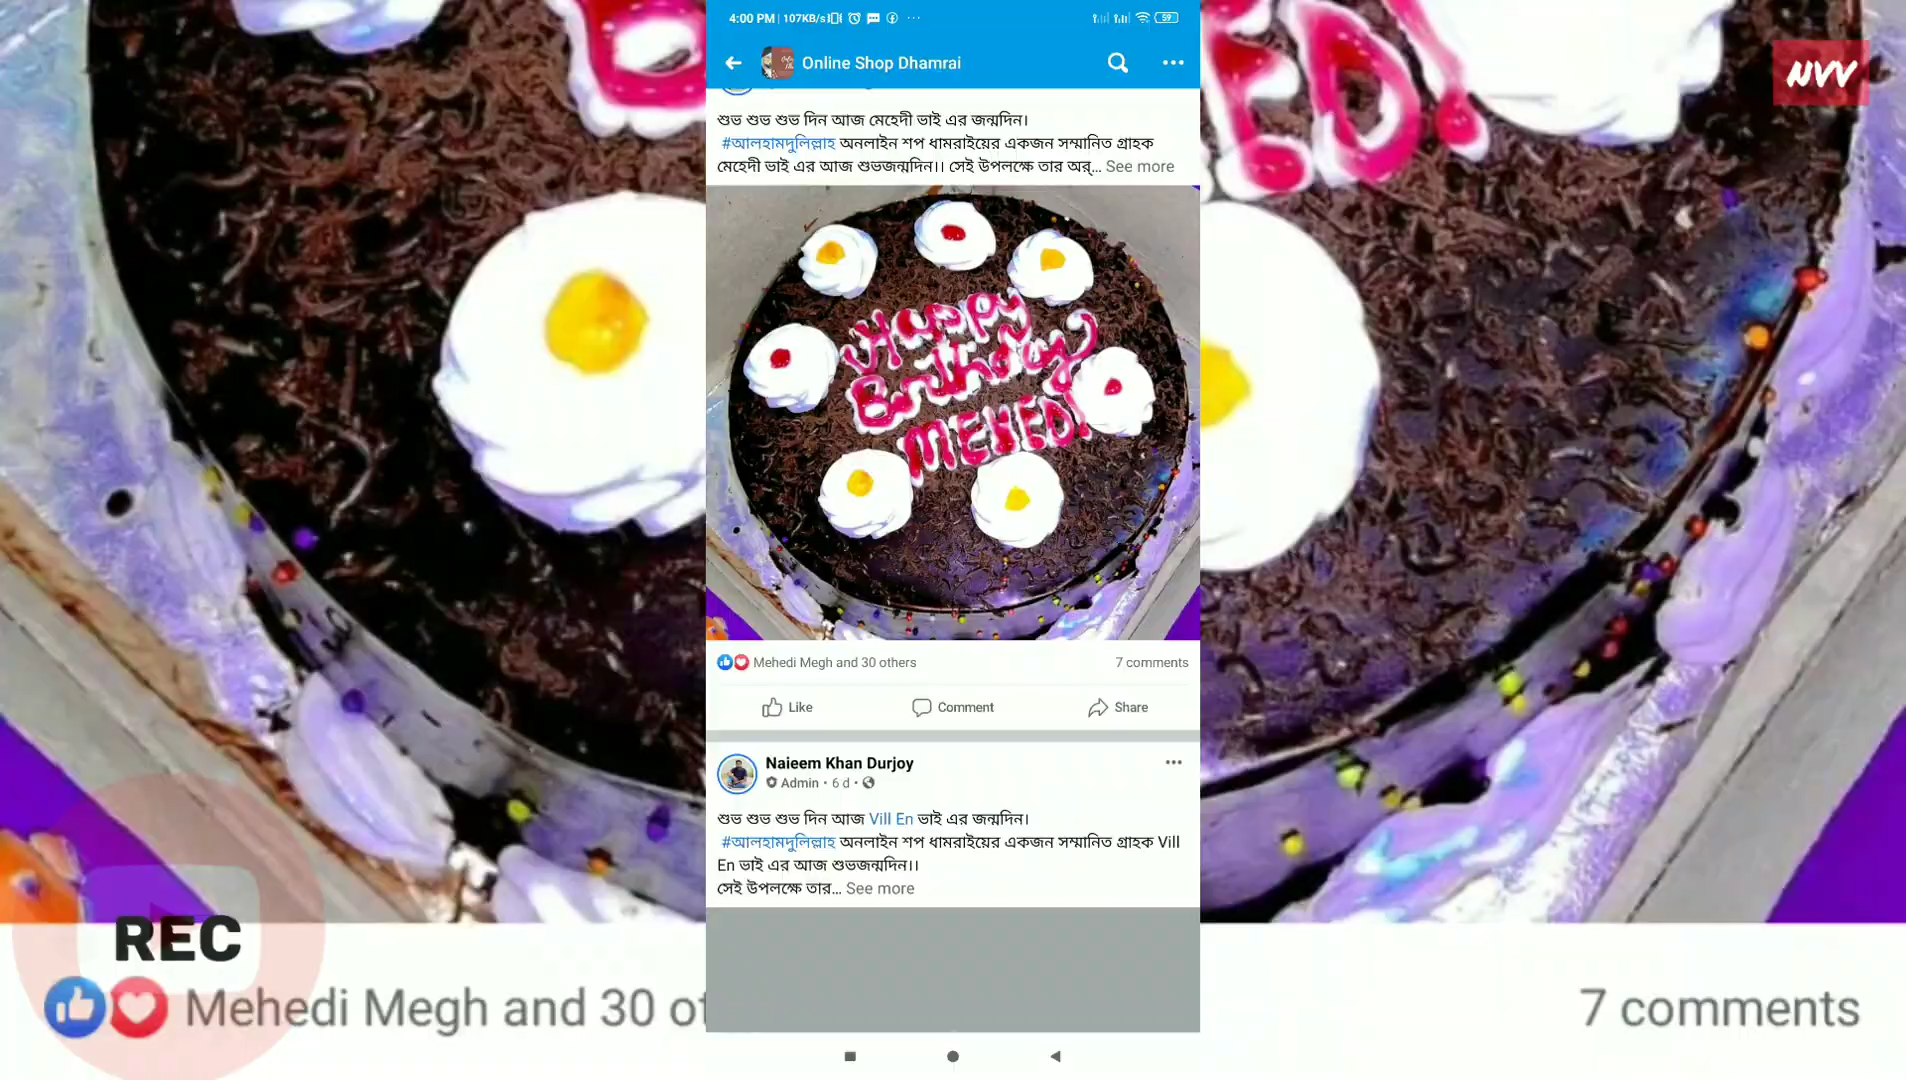 4:00 PM | 107KB/s
59
Online Shop Dhamrai
NVV
শুভ শুভ শুভ দিন আজ মেহেদী ভাই এর জন্মদিন।
#আলহামদুলিল্লাহ অনলাইন শপ ধামরাইয়ের একজন সম্মানিত গ্রাহক
মেহেদী ভাই এর আজ শুভজন্মদিন।। সেই উপলক্ষে তার অর্... See more
Happy
Birthday
MEHEDI
ED!
Mehedi Megh and 30 others
7 comments
Like
Comment
Share
Naieem Khan Durjoy
Admin · 6 d ·
শুভ শুভ শুভ দিন আজ Vill En ভাই এর জন্মদিন।
#আলহামদুলিল্লাহ অনলাইন শপ ধামরাইয়ের একজন সম্মানিত গ্রাহক Vill
En ভাই এর আজ শুভজন্মদিন।।
সেই উপলক্ষে তার... See more
REC
Mehedi Megh and 30
7 comments